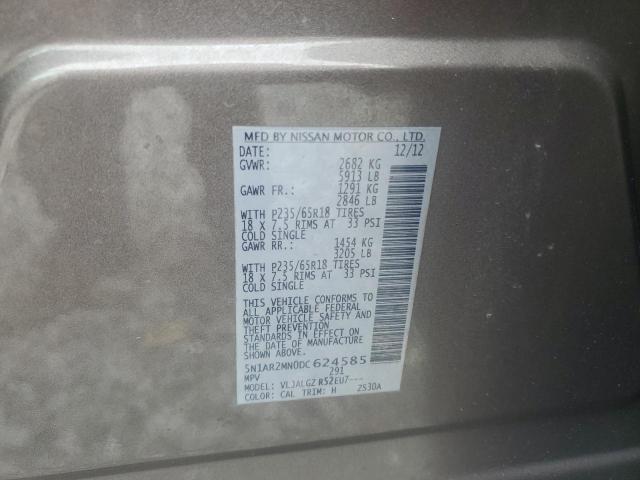 MFD BY NISSAN MOTOR CO., LTD.
DATE: 12/12
GVWR: 2682 KG
5913 LB
GAWR FR.: 1291 KG
2846 LB
WITH P235/65R18 TIRES
18 X 7.5 RIMS AT 33 PSI
COLD SINGLE
GAWR RR.: 1454 KG
3205 LB
WITH P235/65R18 TIRES
18 X 7.5 RIMS AT 33 PSI
COLD SINGLE
THIS VEHICLE CONFORMS TO
ALL APPLICABLE FEDERAL
MOTOR VEHICLE SAFETY AND
THEFT PREVENTION
STANDARDS IN EFFECT ON
THE DATE SHOWN ABOVE.
5N1AR2MN0DC624585
MPV 291
MODEL: VLJALGZ R52EU7---
COLOR: CAL TRIM: H ZS30A